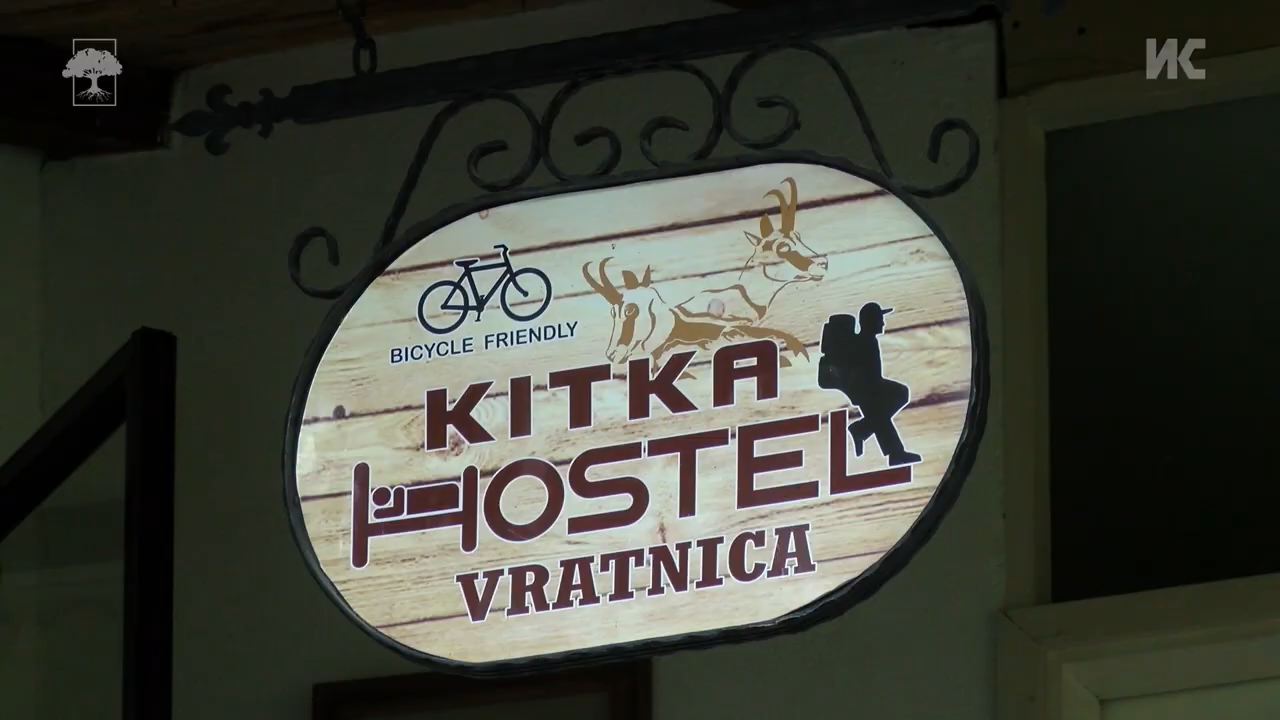 ИС
BICYCLE FRIENDLY
KITKA
HOSTEL
VRATNICA